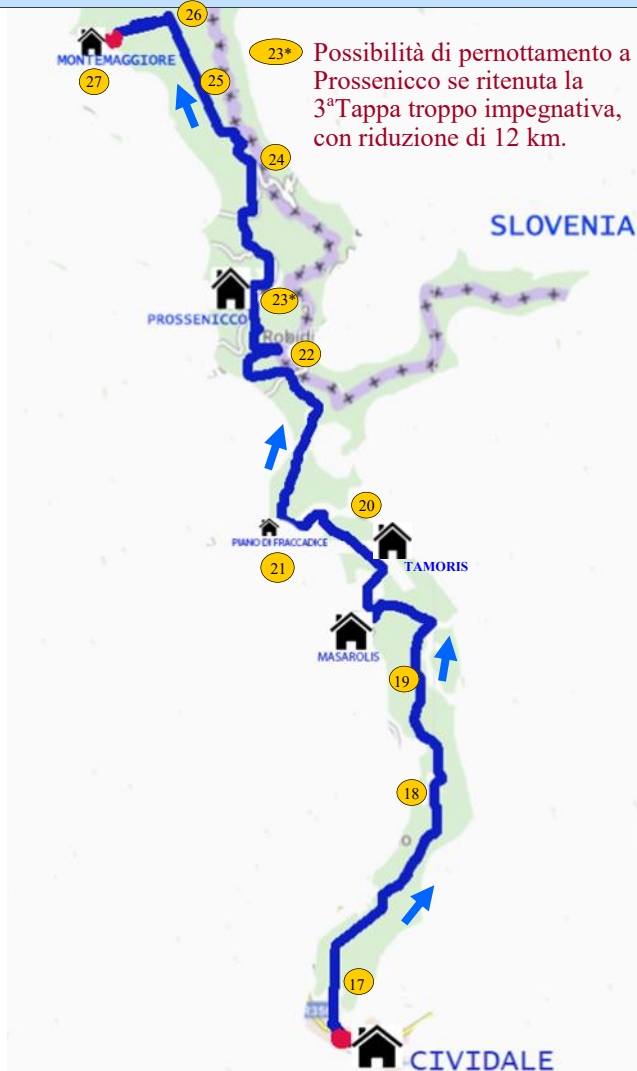 26
23* Possibilità di pernottamento a
Prossenicco se ritenuta la
3ªTappa troppo impegnativa,
con riduzione di 12 km.
MONTEMAGGIORE
27
25
24
SLOVENIA
23*
PROSSENICCO
Robidi
22
20
PIANO DI FRACCADICE
TAMORIS
21
MASAROLIS
19
18
17
CIVIDALE